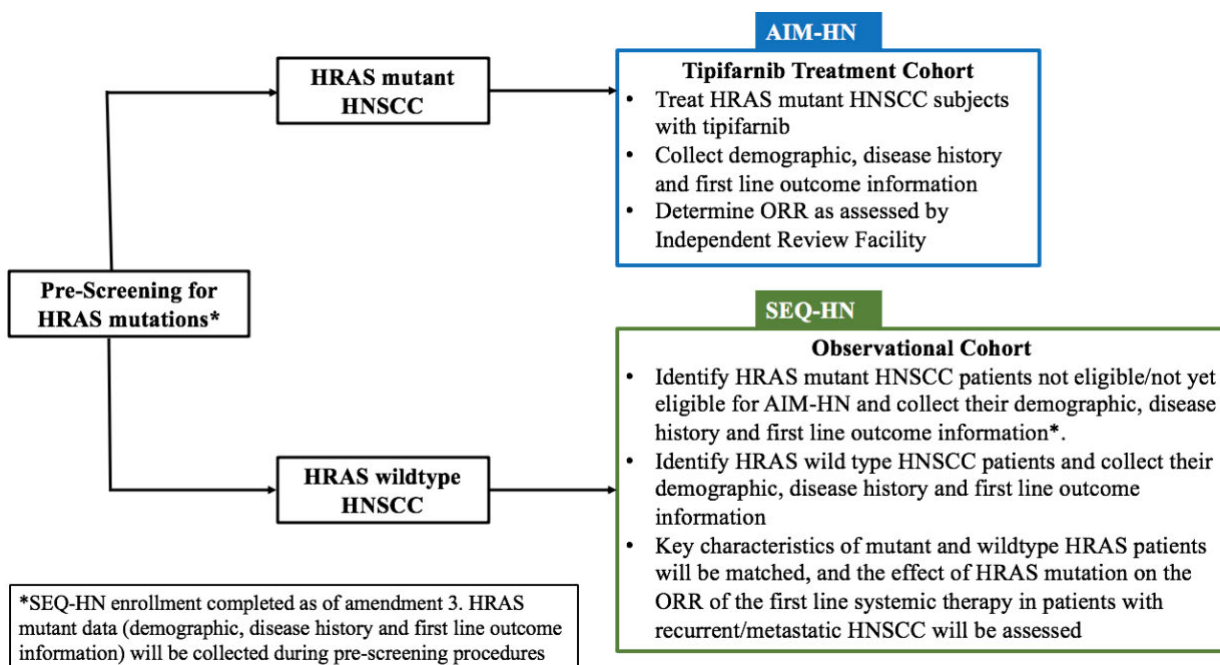 AIM-HN
HRAS mutant
HNSCC
Tipifarnib Treatment Cohort
• Treat HRAS mutant HNSCC subjects
with tipifarnib
• Collect demographic, disease history
and first line outcome information
• Determine ORR as assessed by
Independent Review Facility
Pre-Screening for
HRAS mutations*
SEQ-HN
Observational Cohort
• Identify HRAS mutant HNSCC patients not eligible/not yet
eligible for AIM-HN and collect their demographic, disease
history and first line outcome information*.
• Identify HRAS wild type HNSCC patients and collect their
demographic, disease history and first line outcome
information
• Key characteristics of mutant and wildtype HRAS patients
will be matched, and the effect of HRAS mutation on the
ORR of the first line systemic therapy in patients with
recurrent/metastatic HNSCC will be assessed
HRAS wildtype
HNSCC
*SEQ-HN enrollment completed as of amendment 3. HRAS
mutant data (demographic, disease history and first line outcome
information) will be collected during pre-screening procedures